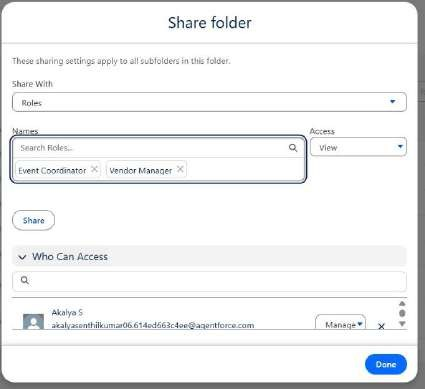 Share folder
These sharing settings apply to all subfolders in this folder.
Share With
Roles
Names
Access
Search Roles...
View
Event Coordinator
Vendor Manager
Share
Who Can Access
Akalya S
akalyasenthilkumar06.614ed663c4ee@agentforce.com
Manage
Done